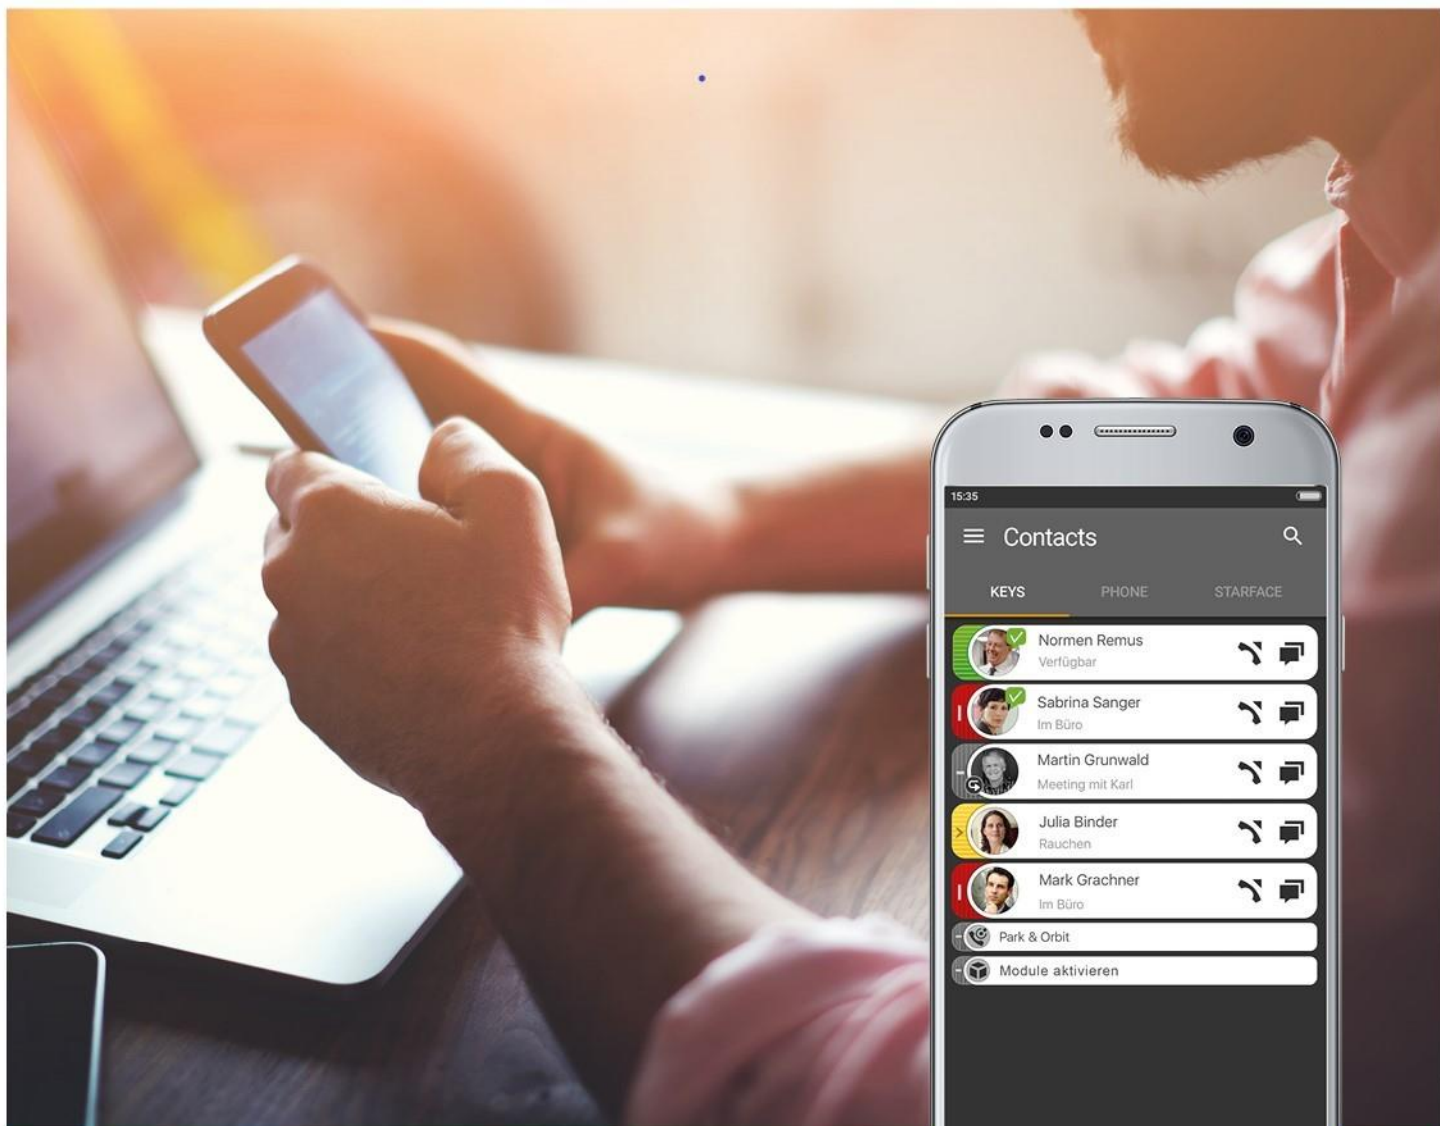 15:35
Contacts
KEYS PHONE STARFACE
Normen Remus
Verfügbar
Sabrina Sanger
Im Büro
Martin Grunwald
Meeting mit Karl
Julia Binder
Rauchen
Mark Grachner
Im Büro
Park & Orbit
Module aktivieren